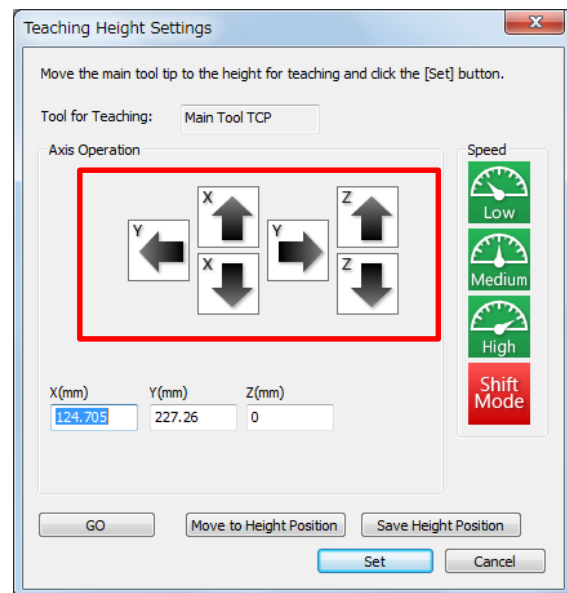 Teaching Height Settings
Move the main tool tip to the height for teaching and click the [Set] button.
Tool for Teaching: Main Tool TCP
Axis Operation
Speed
X
Z
Y
Y
X
Z
Low
Medium
High
Shift
Mode
X(mm) Y(mm) Z(mm)
124.705 227.26 0
GO Move to Height Position Save Height Position
Set Cancel